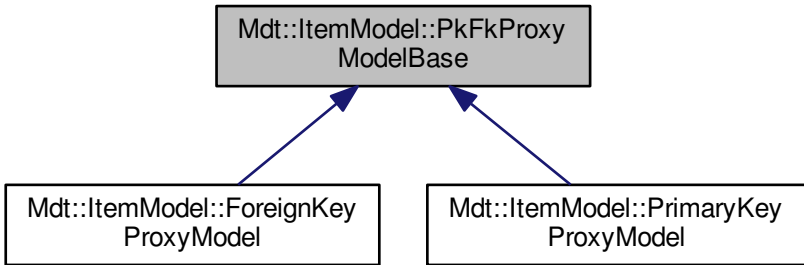 Mdt::ItemModel::PkFkProxy
ModelBase
Mdt::ItemModel::ForeignKey
ProxyModel
Mdt::ItemModel::PrimaryKey
ProxyModel